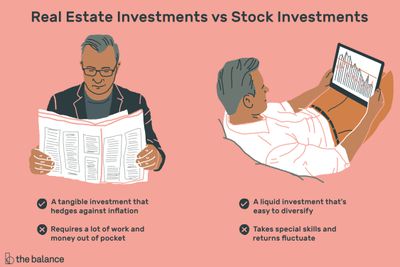 Real Estate Investments vs Stock Investments
A tangible investment that
hedges against inflation
Requires a lot of work and
money out of pocket
A liquid investment that's
easy to diversify
Takes special skills and
returns fluctuate
the balance